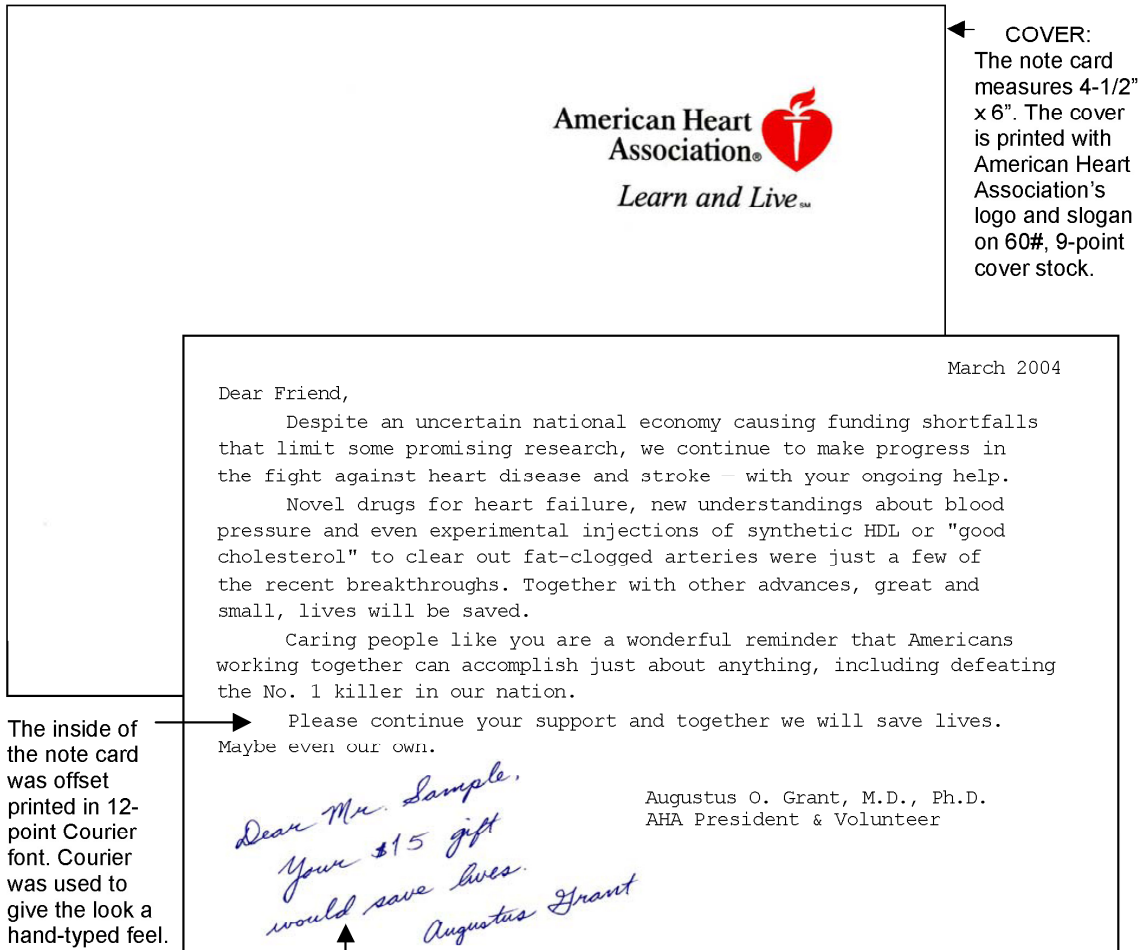 American Heart
Association®
Learn and Live SM
COVER:
The note card
measures 4-1/2”
x 6”. The cover
is printed with
American Heart
Association’s
logo and slogan
on 60#, 9-point
cover stock.
March 2004
Dear Friend,
Despite an uncertain national economy causing funding shortfalls
that limit some promising research, we continue to make progress in
the fight against heart disease and stroke — with your ongoing help.
Novel drugs for heart failure, new understandings about blood
pressure and even experimental injections of synthetic HDL or "good
cholesterol" to clear out fat-clogged arteries were just a few of
the recent breakthroughs. Together with other advances, great and
small, lives will be saved.
Caring people like you are a wonderful reminder that Americans
working together can accomplish just about anything, including defeating
the No. 1 killer in our nation.
Please continue your support and together we will save lives.
Maybe even our own.
Augustus O. Grant, M.D., Ph.D.
AHA President & Volunteer
Dear Mr. Sample,
Your $15 gift
would save lives.
Augustus Grant
The inside of
the note card
was offset
printed in 12-
point Courier
font. Courier
was used to
give the look a
hand-typed feel.